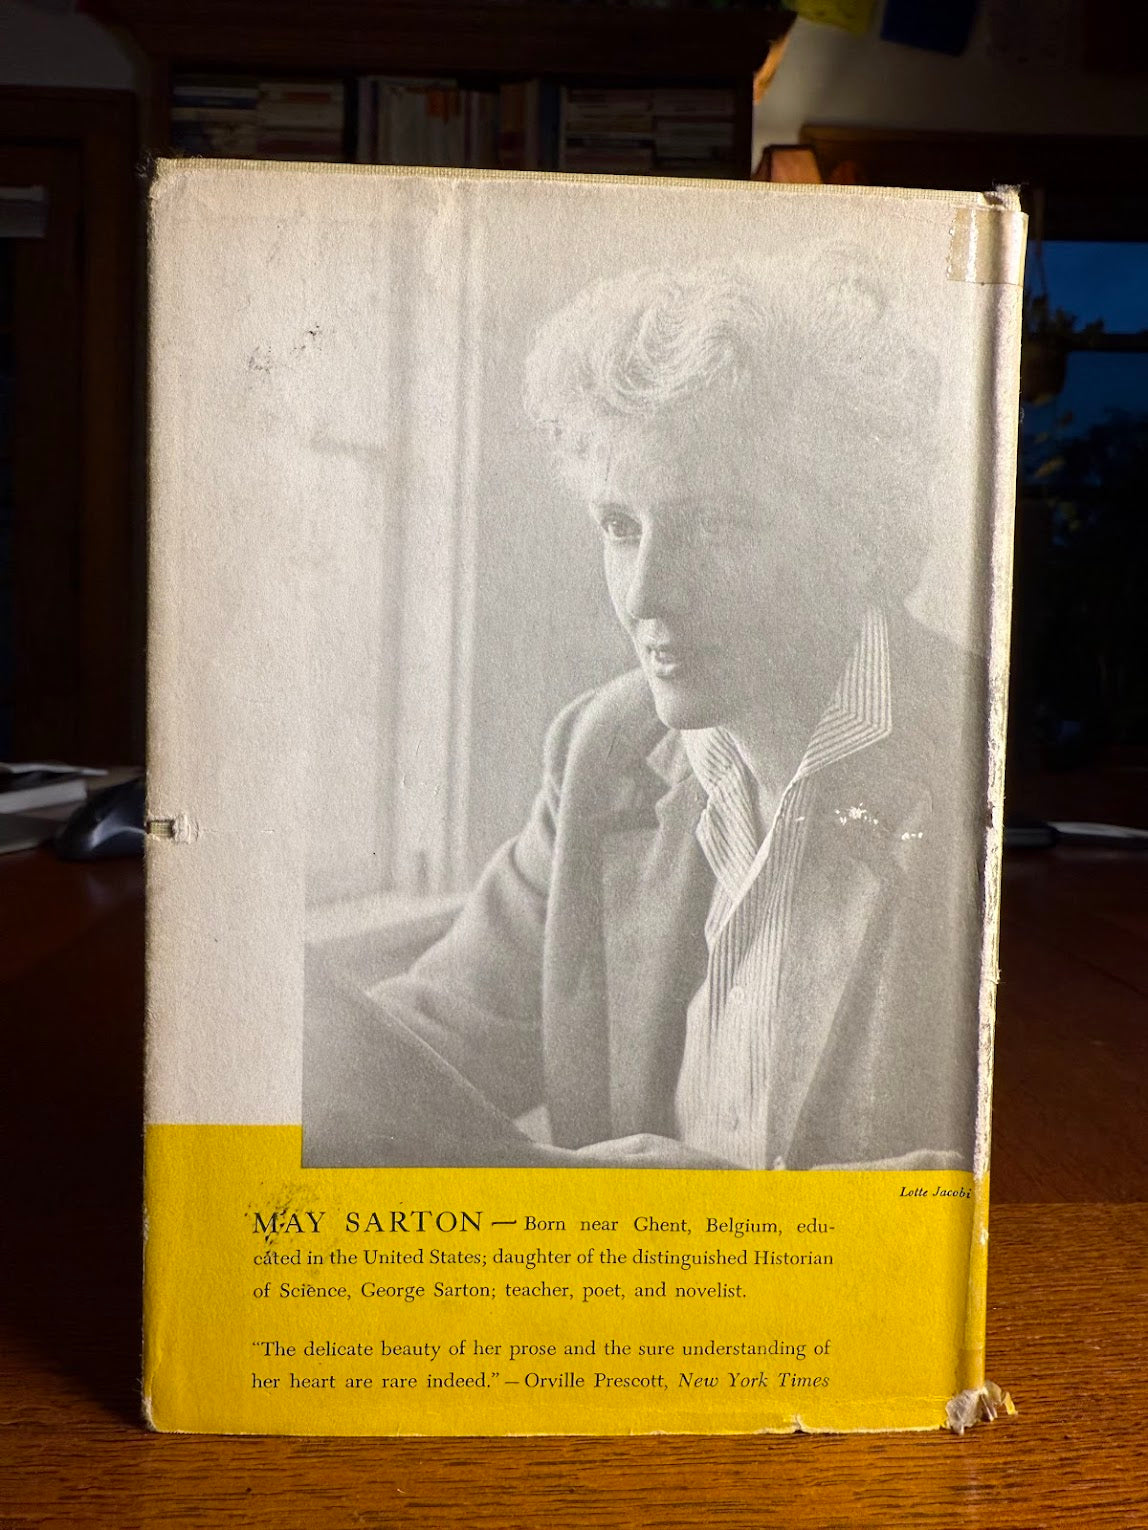 Lotte Jacobi
MAY SARTON — Born near Ghent, Belgium, edu-
cated in the United States; daughter of the distinguished Historian
of Science, George Sarton; teacher, poet, and novelist.
“The delicate beauty of her prose and the sure understanding of
her heart are rare indeed.” — Orville Prescott, New York Times